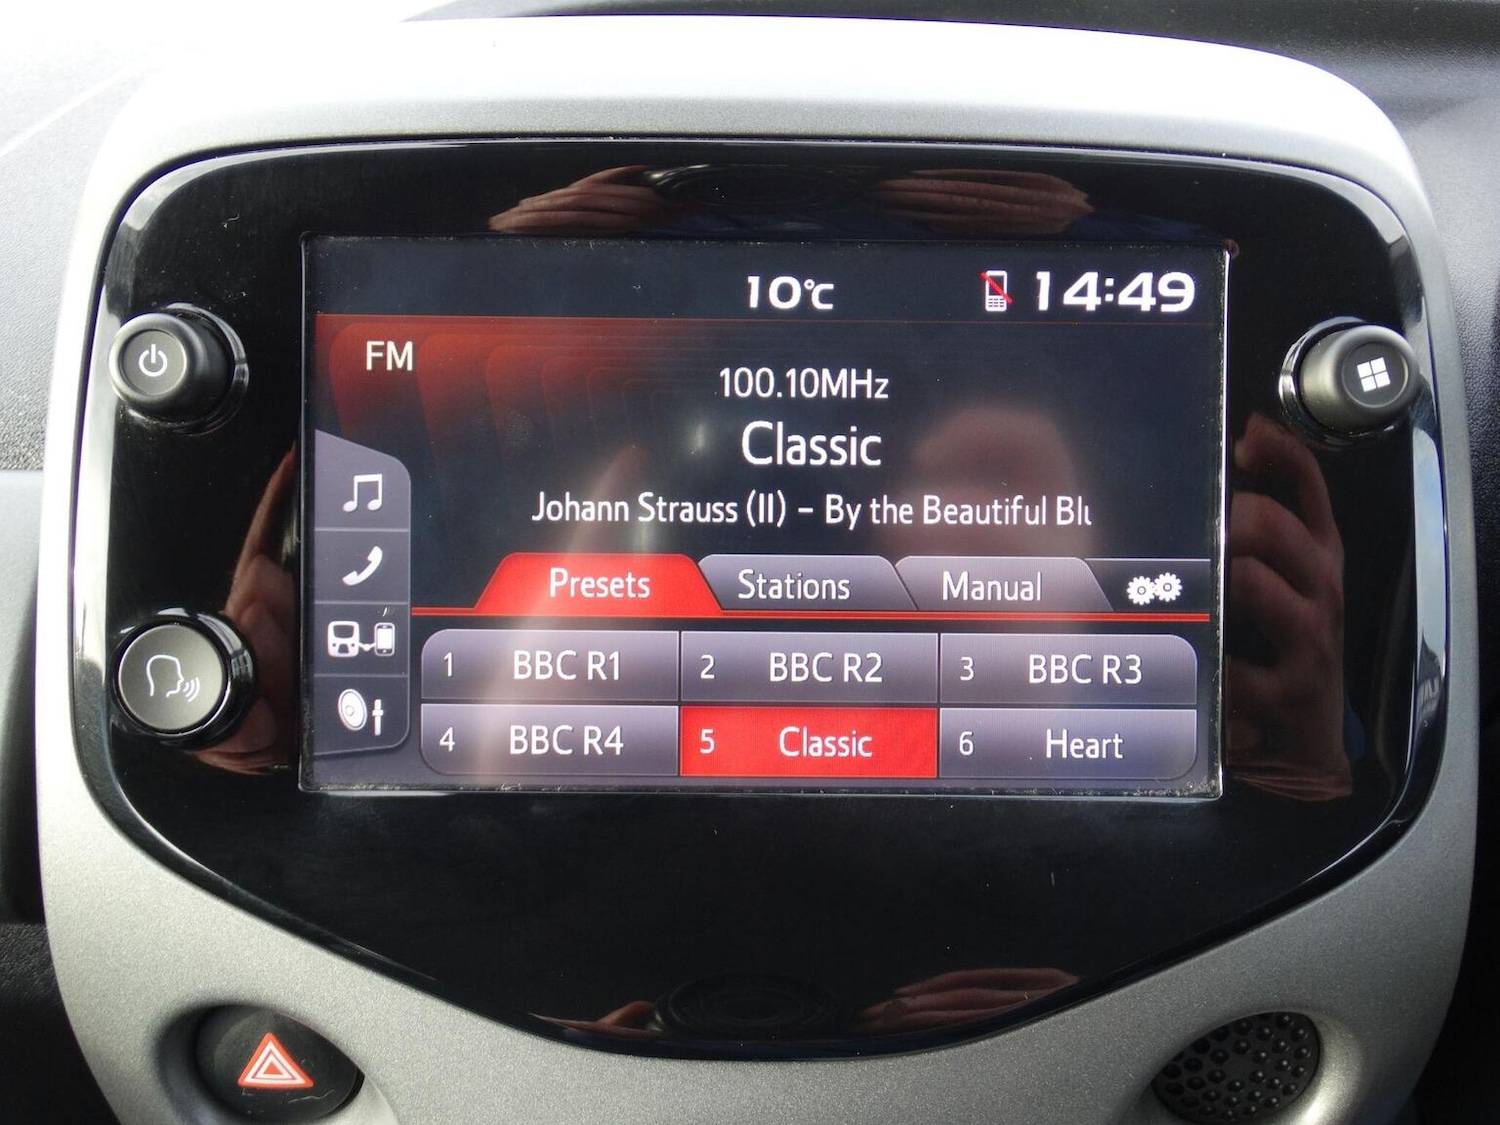 10°C 14:49
FM
100.10MHz
Classic
Johann Strauss (II) – By the Beautiful Bl
Presets Stations Manual
1 BBC R1 2 BBC R2 3 BBC R3
4 BBC R4 5 Classic 6 Heart